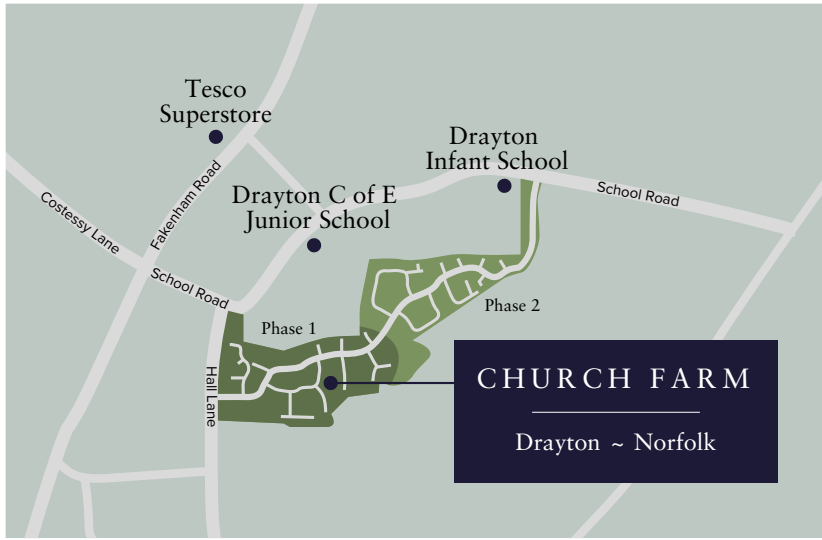 Tesco
Superstore
Drayton
Infant School
Drayton C of E
Junior School
Fakenham Road
Costessy Lane
School Road
School Road
Phase 2
Phase 1
Hall Lane
CHURCH FARM
Drayton ~ Norfolk